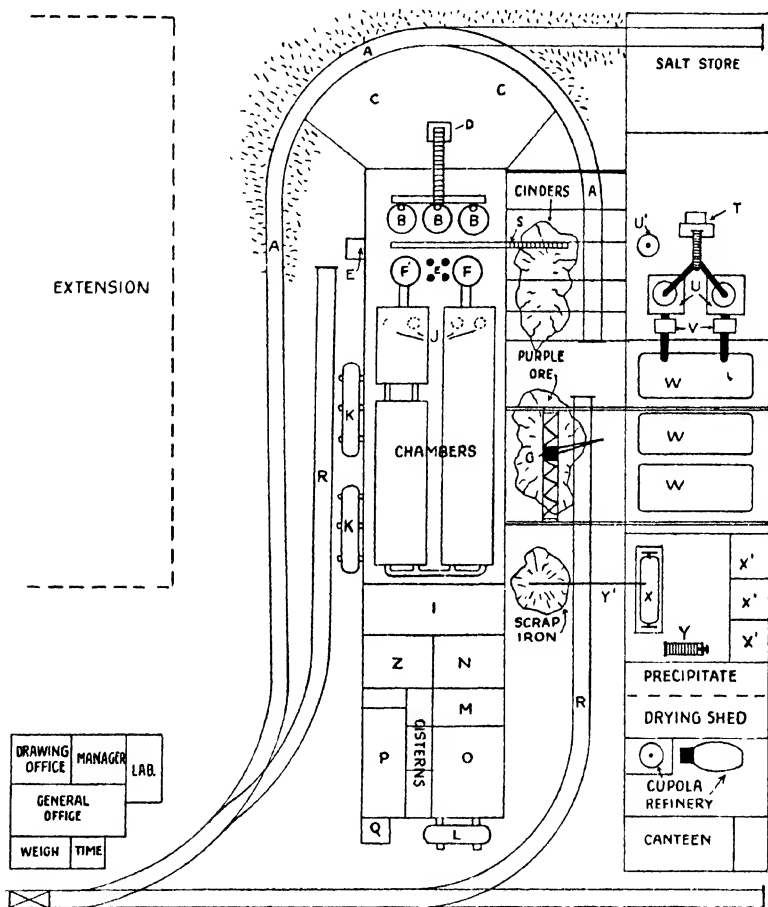 A
SALT STORE
C
C
D
CINDERS
A
B
B
B
S
T
U'
A
E
EXTENSION
F'
E
F
U
J
V
PURPLE
ORE
W
K
CHAMBERS
G
W
R
W
K
X
X'
X'
X'
Y'
I
SCRAP
IRON
Y
Z
N
PRECIPITATE
M
R
DRYING SHED
CISTERNS
P
O
DRAWING
OFFICE
MANAGER
LAB.
GENERAL
OFFICE
CUPOLA
REFINERY
WEIGH
TIME
Q
L
CANTEEN